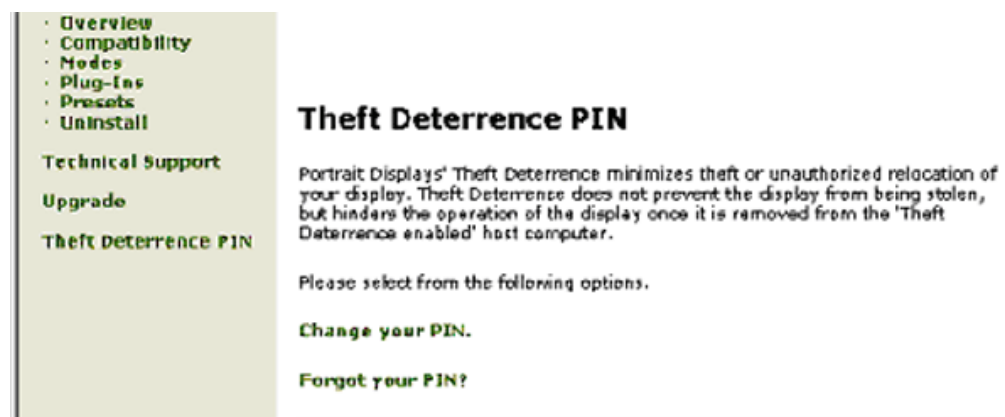 · Overview
· Compatibility
· Modes
· Plug-Ins
· Presets
· Uninstall
Technical Support
Upgrade
Theft Deterrence PIN
Theft Deterrence PIN
Portrait Displays' Theft Deterrence minimizes theft or unauthorized relocation of
your display. Theft Deterrence does not prevent the display from being stolen,
but hinders the operation of the display once it is removed from the 'Theft
Deterrence enabled' host computer.
Please select from the following options.
Change your PIN.
Forgot your PIN?